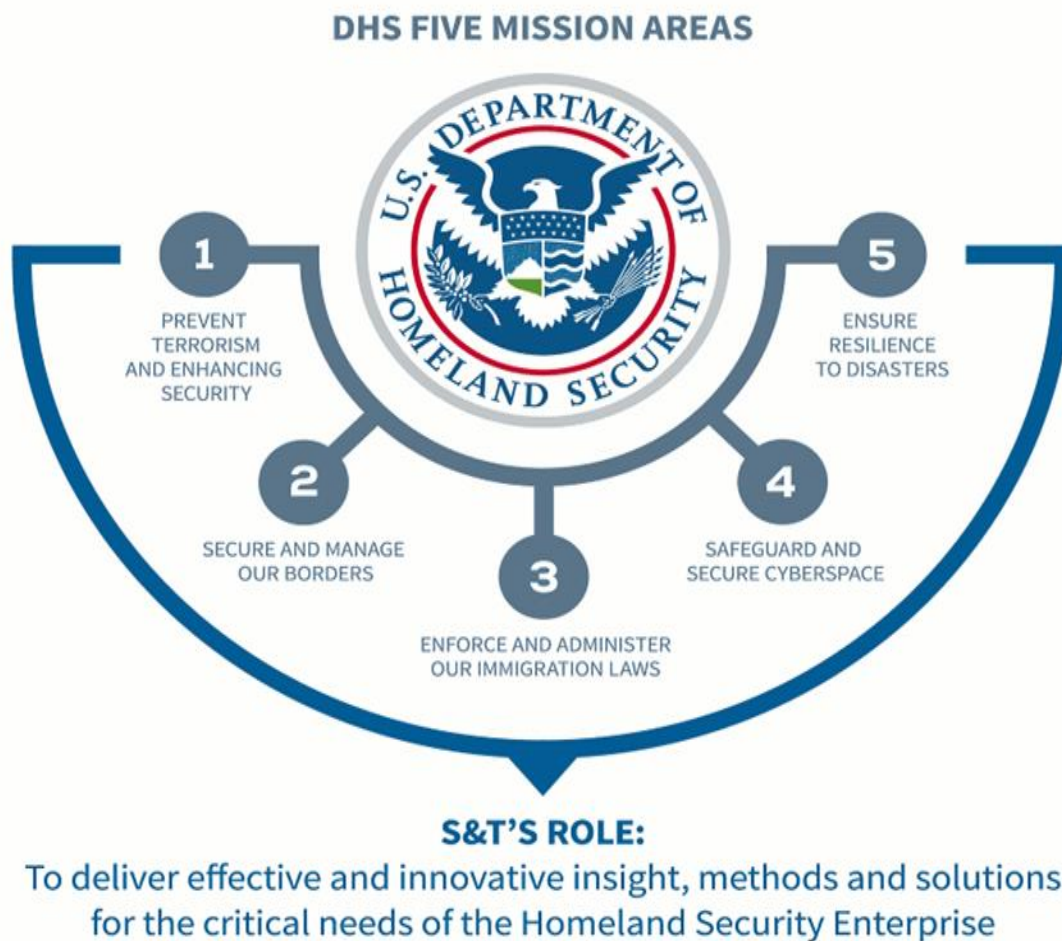 DHS FIVE MISSION AREAS
U.S. DEPARTMENT OF
HOMELAND SECURITY
1
PREVENT
TERRORISM
AND ENHANCING
SECURITY
2
SECURE AND MANAGE
OUR BORDERS
3
ENFORCE AND ADMINISTER
OUR IMMIGRATION LAWS
4
SAFEGUARD AND
SECURE CYBERSPACE
5
ENSURE
RESILIENCE
TO DISASTERS
S&T'S ROLE:
To deliver effective and innovative insight, methods and solutions
for the critical needs of the Homeland Security Enterprise